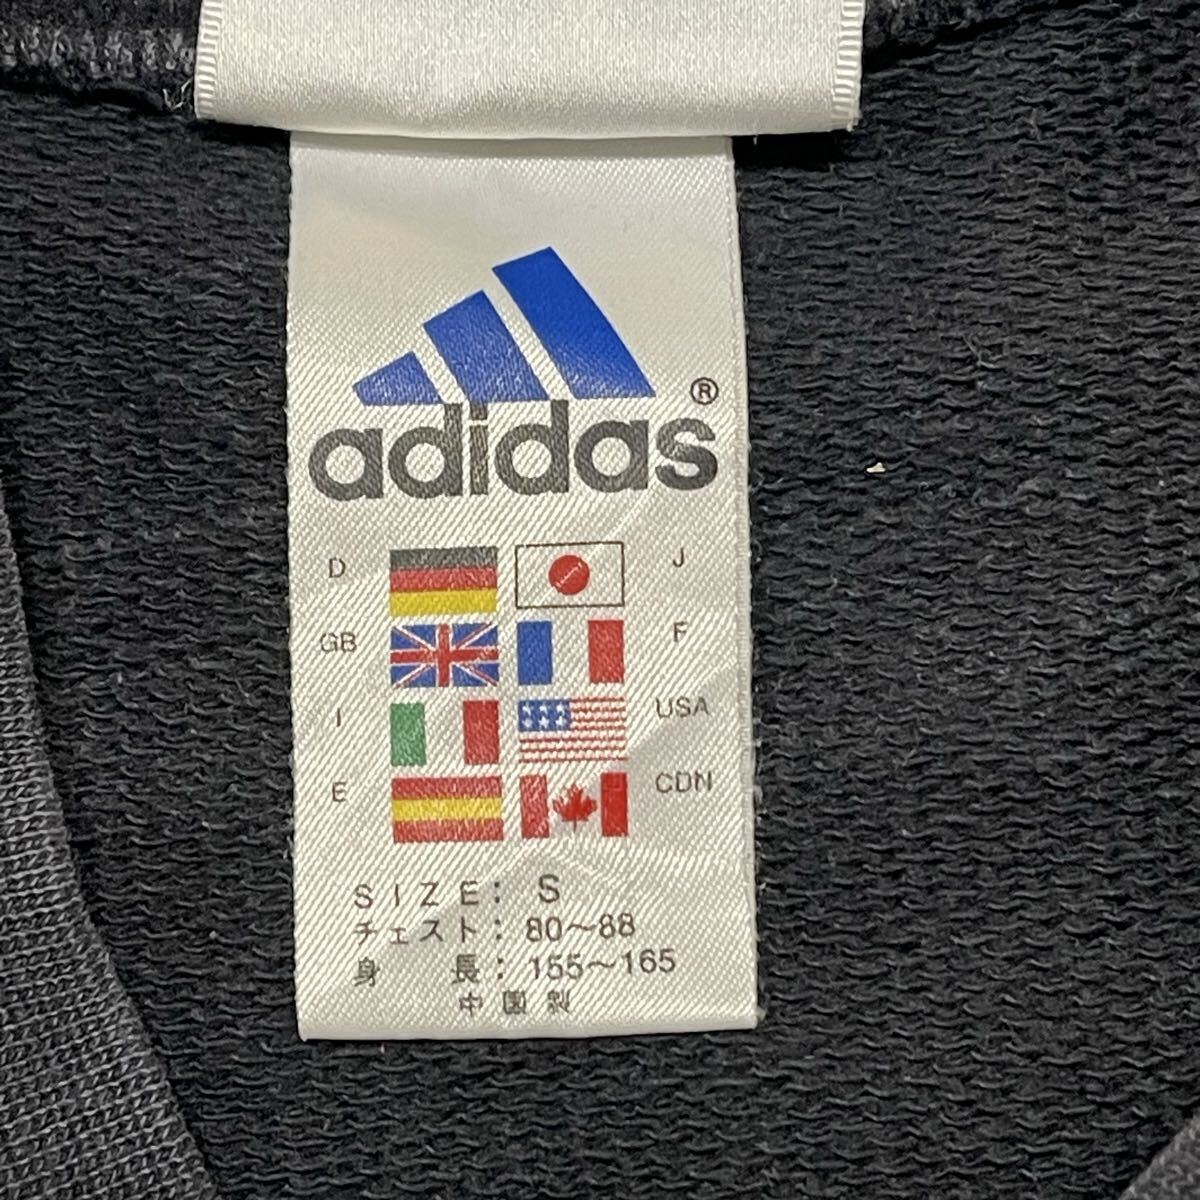 adidas®
D J
GB F
I USA
E CDN
SIZE: S
チェスト: 80～88
身 長: 155～165
中国製